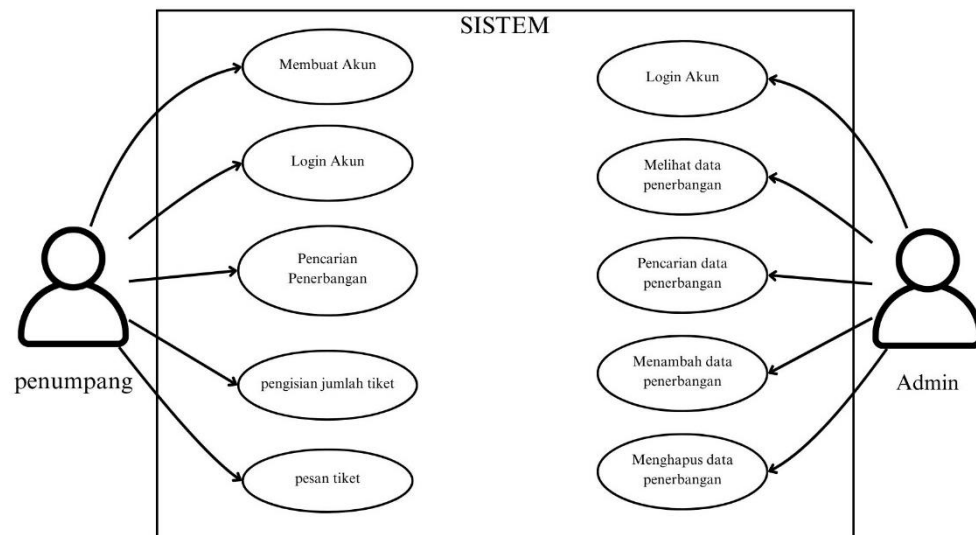 SISTEM
Membuat Akun
Login Akun
Pencarian
Penerbangan
pengisian jumlah tiket
pesan tiket
penumpang
Login Akun
Melihat data
penerbangan
Pencarian data
penerbangan
Menambah data
penerbangan
Menghapus data
penerbangan
Admin